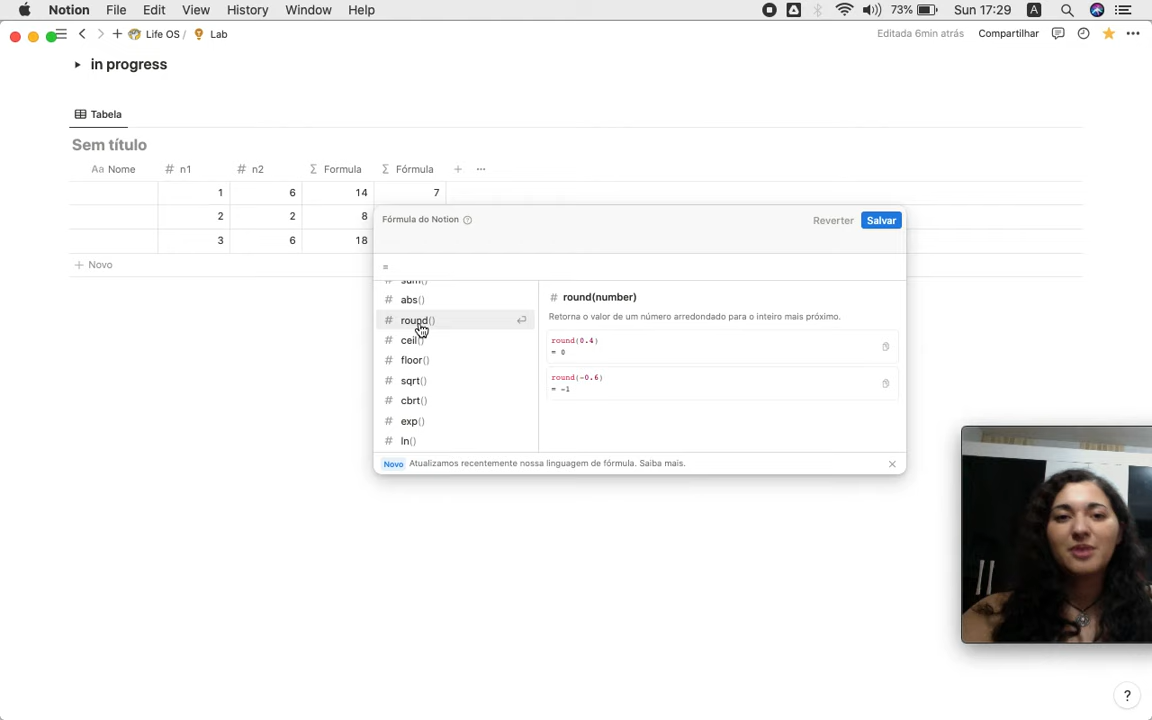 Notion File Edit View History Window Help 73% Sun 17:29 A
Life OS / Lab Editada 6min atrás Compartilhar
in progress
Tabela
Sem título
Aa Nome # n1 # n2 Σ Formula Σ Fórmula + ...
1 6 14 7
2 2 8
3 6 18
+ Novo
Fórmula do Notion Reverter Salvar
=
sum()
abs()
round()
ceil()
floor()
sqrt()
cbrt()
exp()
ln()
# round(number)
Retorna o valor de um número arredondado para o inteiro mais próximo.
round(0.4)
= 0
round(-0.6)
= -1
Novo Atualizamos recentemente nossa linguagem de fórmula. Saiba mais.
?